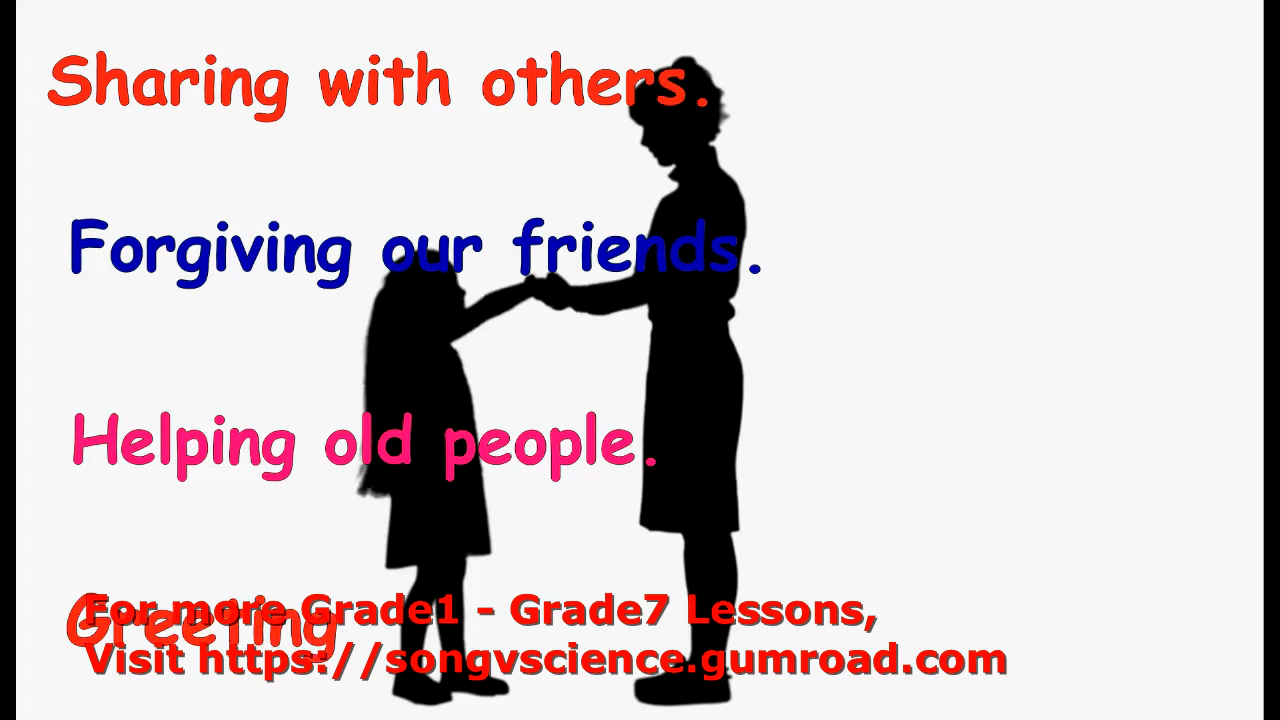 Sharing with others.
Forgiving our friends.
Helping old people.
Greeting
For more Grade1 - Grade7 Lessons,
Visit https://songvscience.gumroad.com